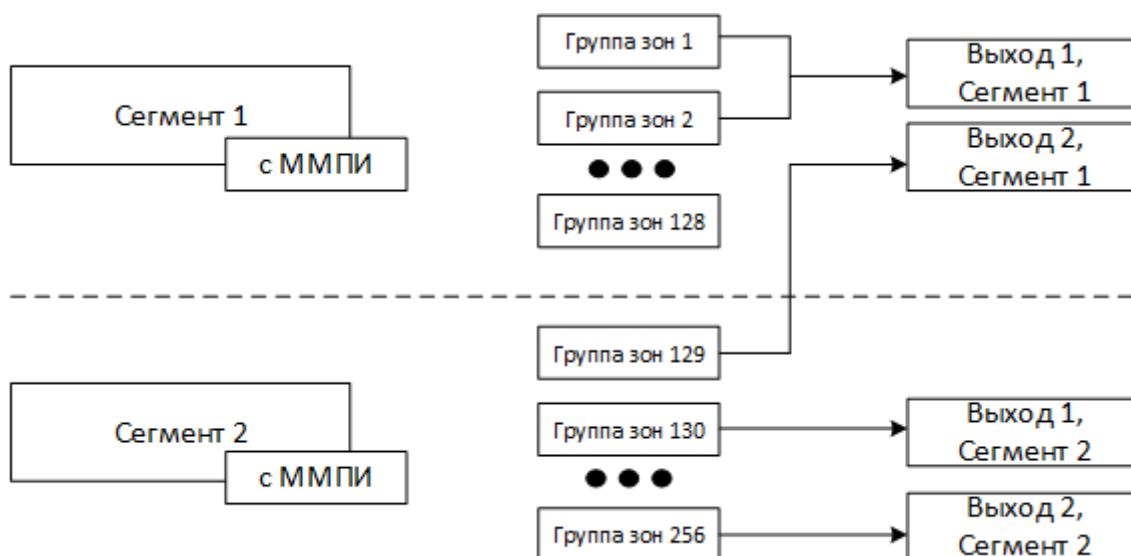 Группа зон 1
Выход 1,
Сегмент 1
Сегмент 1
с ММПИ
Группа зон 2
Выход 2,
Сегмент 1
Группа зон 128
Группа зон 129
Сегмент 2
с ММПИ
Группа зон 130
Выход 1,
Сегмент 2
Группа зон 256
Выход 2,
Сегмент 2